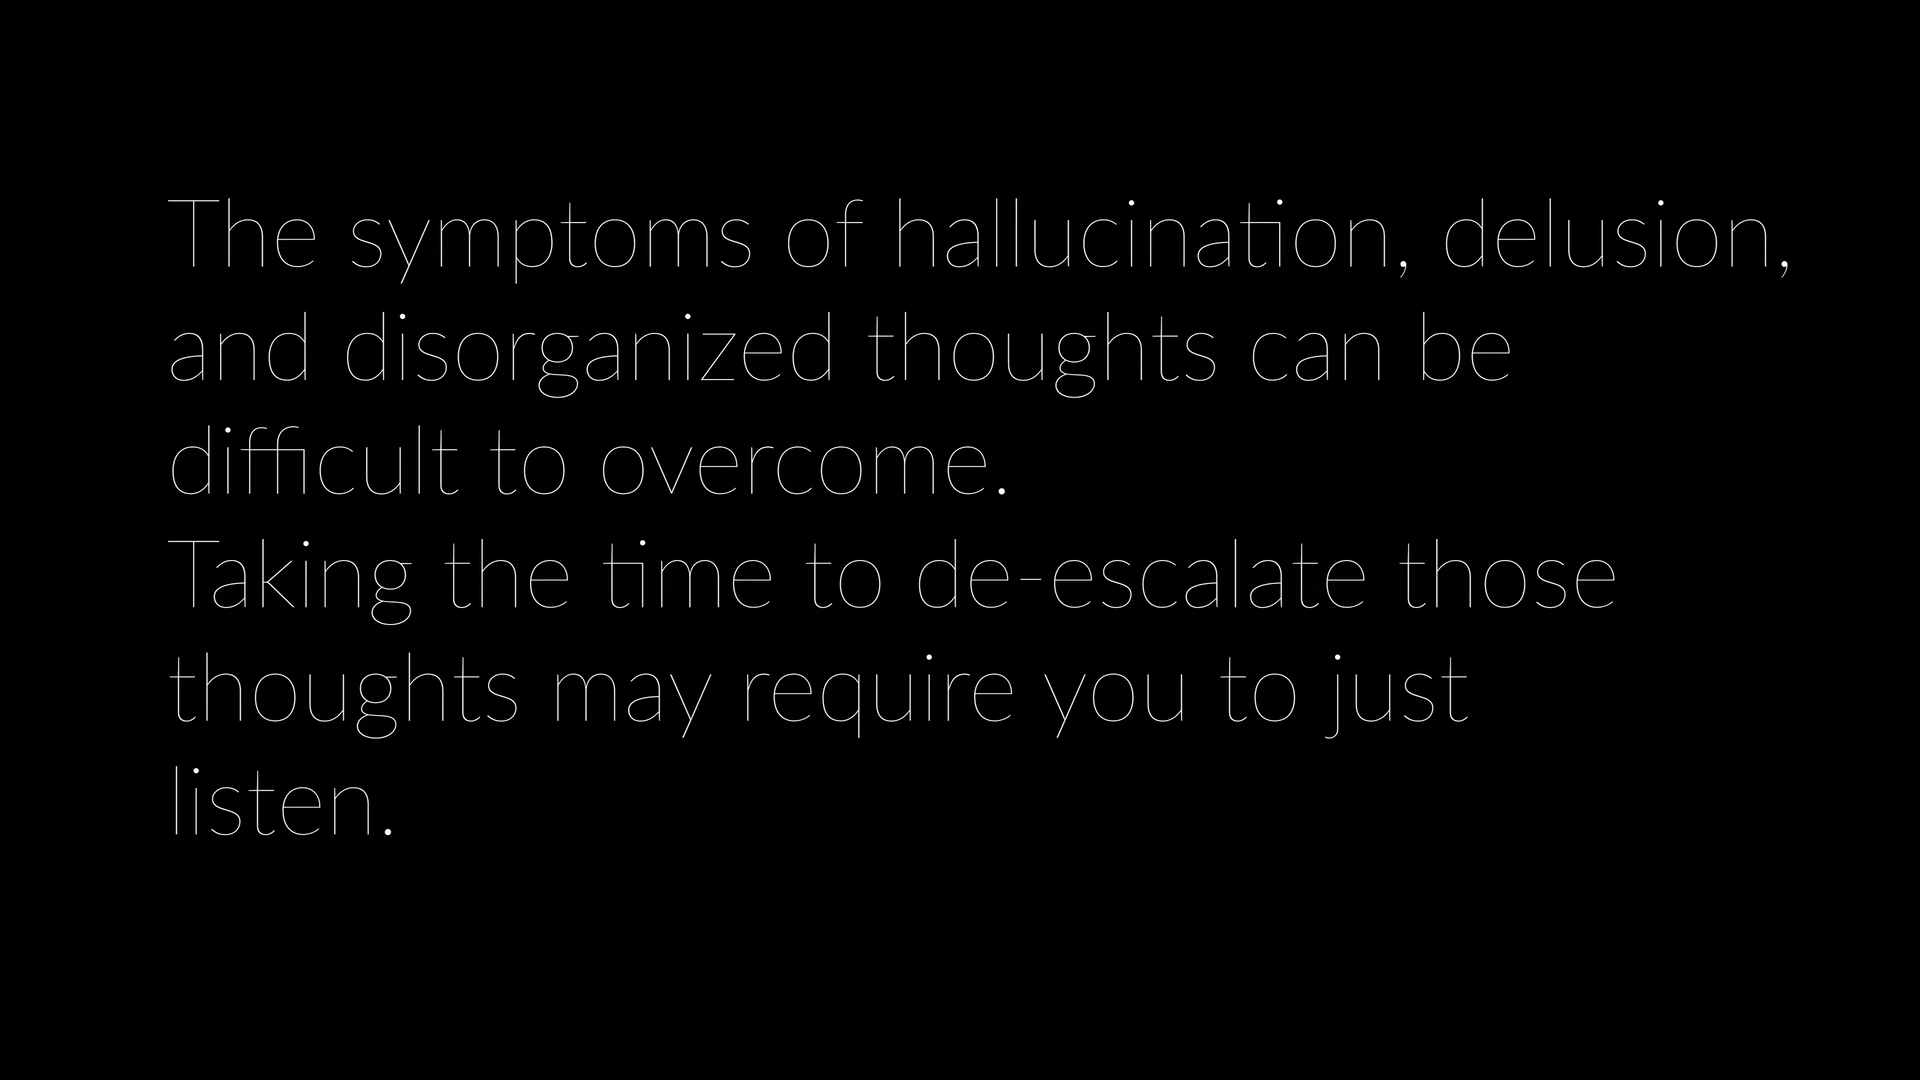 The symptoms of hallucination, delusion,
and disorganized thoughts can be
difficult to overcome.
Taking the time to de-escalate those
thoughts may require you to just
listen.